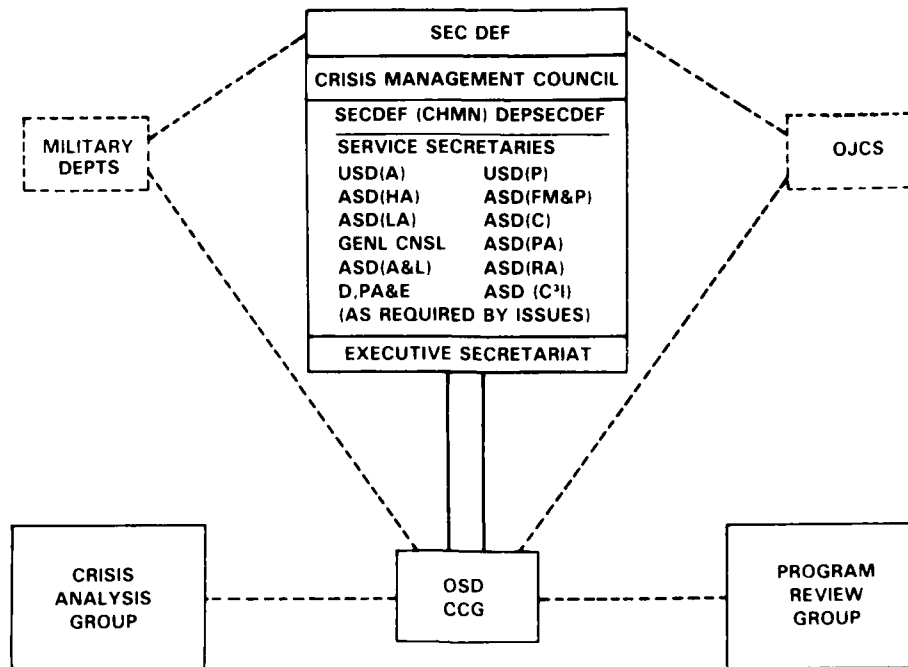 SEC DEF
CRISIS MANAGEMENT COUNCIL
SECDEF (CHMN) DEPSECDEF
SERVICE SECRETARIES
USD(A) USD(P)
ASD(HA) ASD(FM&P)
ASD(LA) ASD(C)
GENL CNSL ASD(PA)
ASD(A&L) ASD(RA)
D,PA&E ASD (C³I)
(AS REQUIRED BY ISSUES)
EXECUTIVE SECRETARIAT
MILITARY
DEPTS
OJCS
CRISIS
ANALYSIS
GROUP
OSD
CCG
PROGRAM
REVIEW
GROUP